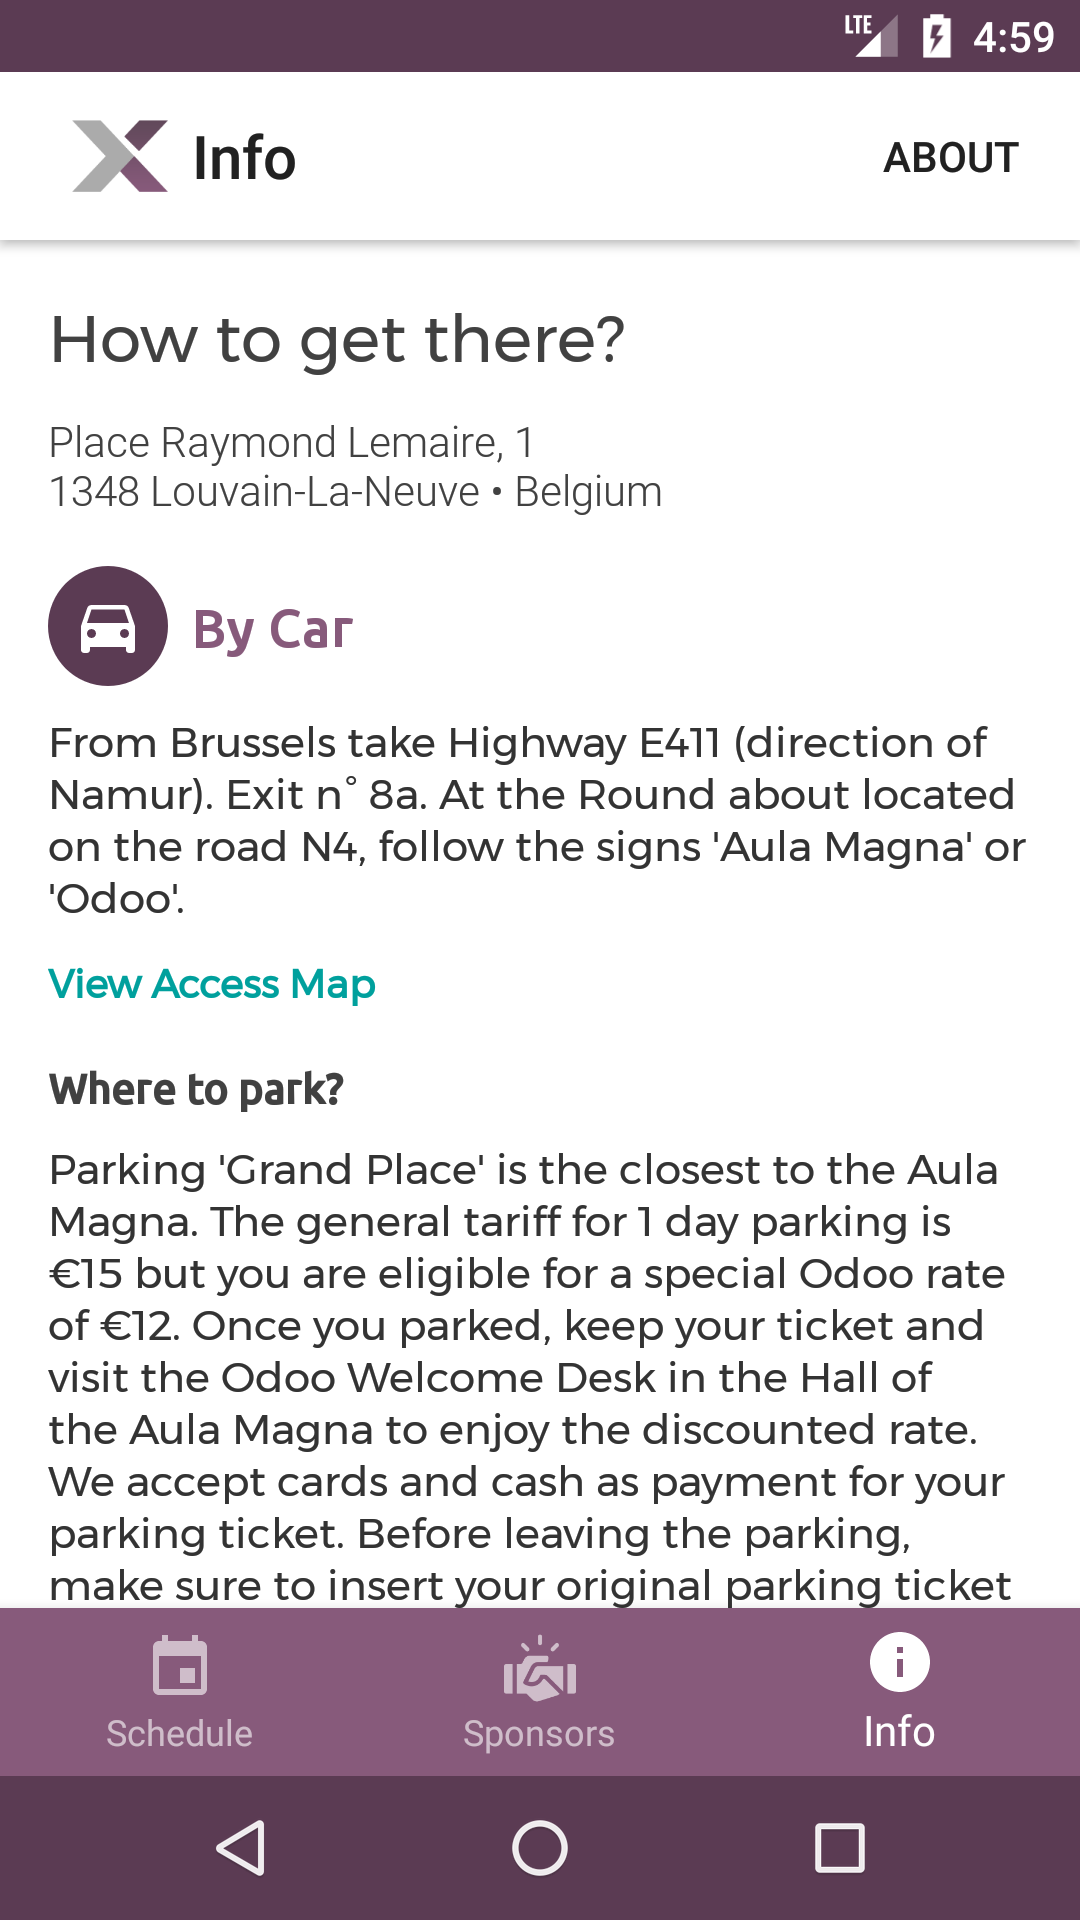 LTE 4:59
Info ABOUT
How to get there?
Place Raymond Lemaire, 1
1348 Louvain-La-Neuve • Belgium
By Car
From Brussels take Highway E411 (direction of
Namur). Exit n° 8a. At the Round about located
on the road N4, follow the signs 'Aula Magna' or
'Odoo'.
View Access Map
Where to park?
Parking 'Grand Place' is the closest to the Aula
Magna. The general tariff for 1 day parking is
€15 but you are eligible for a special Odoo rate
of €12. Once you parked, keep your ticket and
visit the Odoo Welcome Desk in the Hall of
the Aula Magna to enjoy the discounted rate.
We accept cards and cash as payment for your
parking ticket. Before leaving the parking,
make sure to insert your original parking ticket
Schedule Sponsors Info